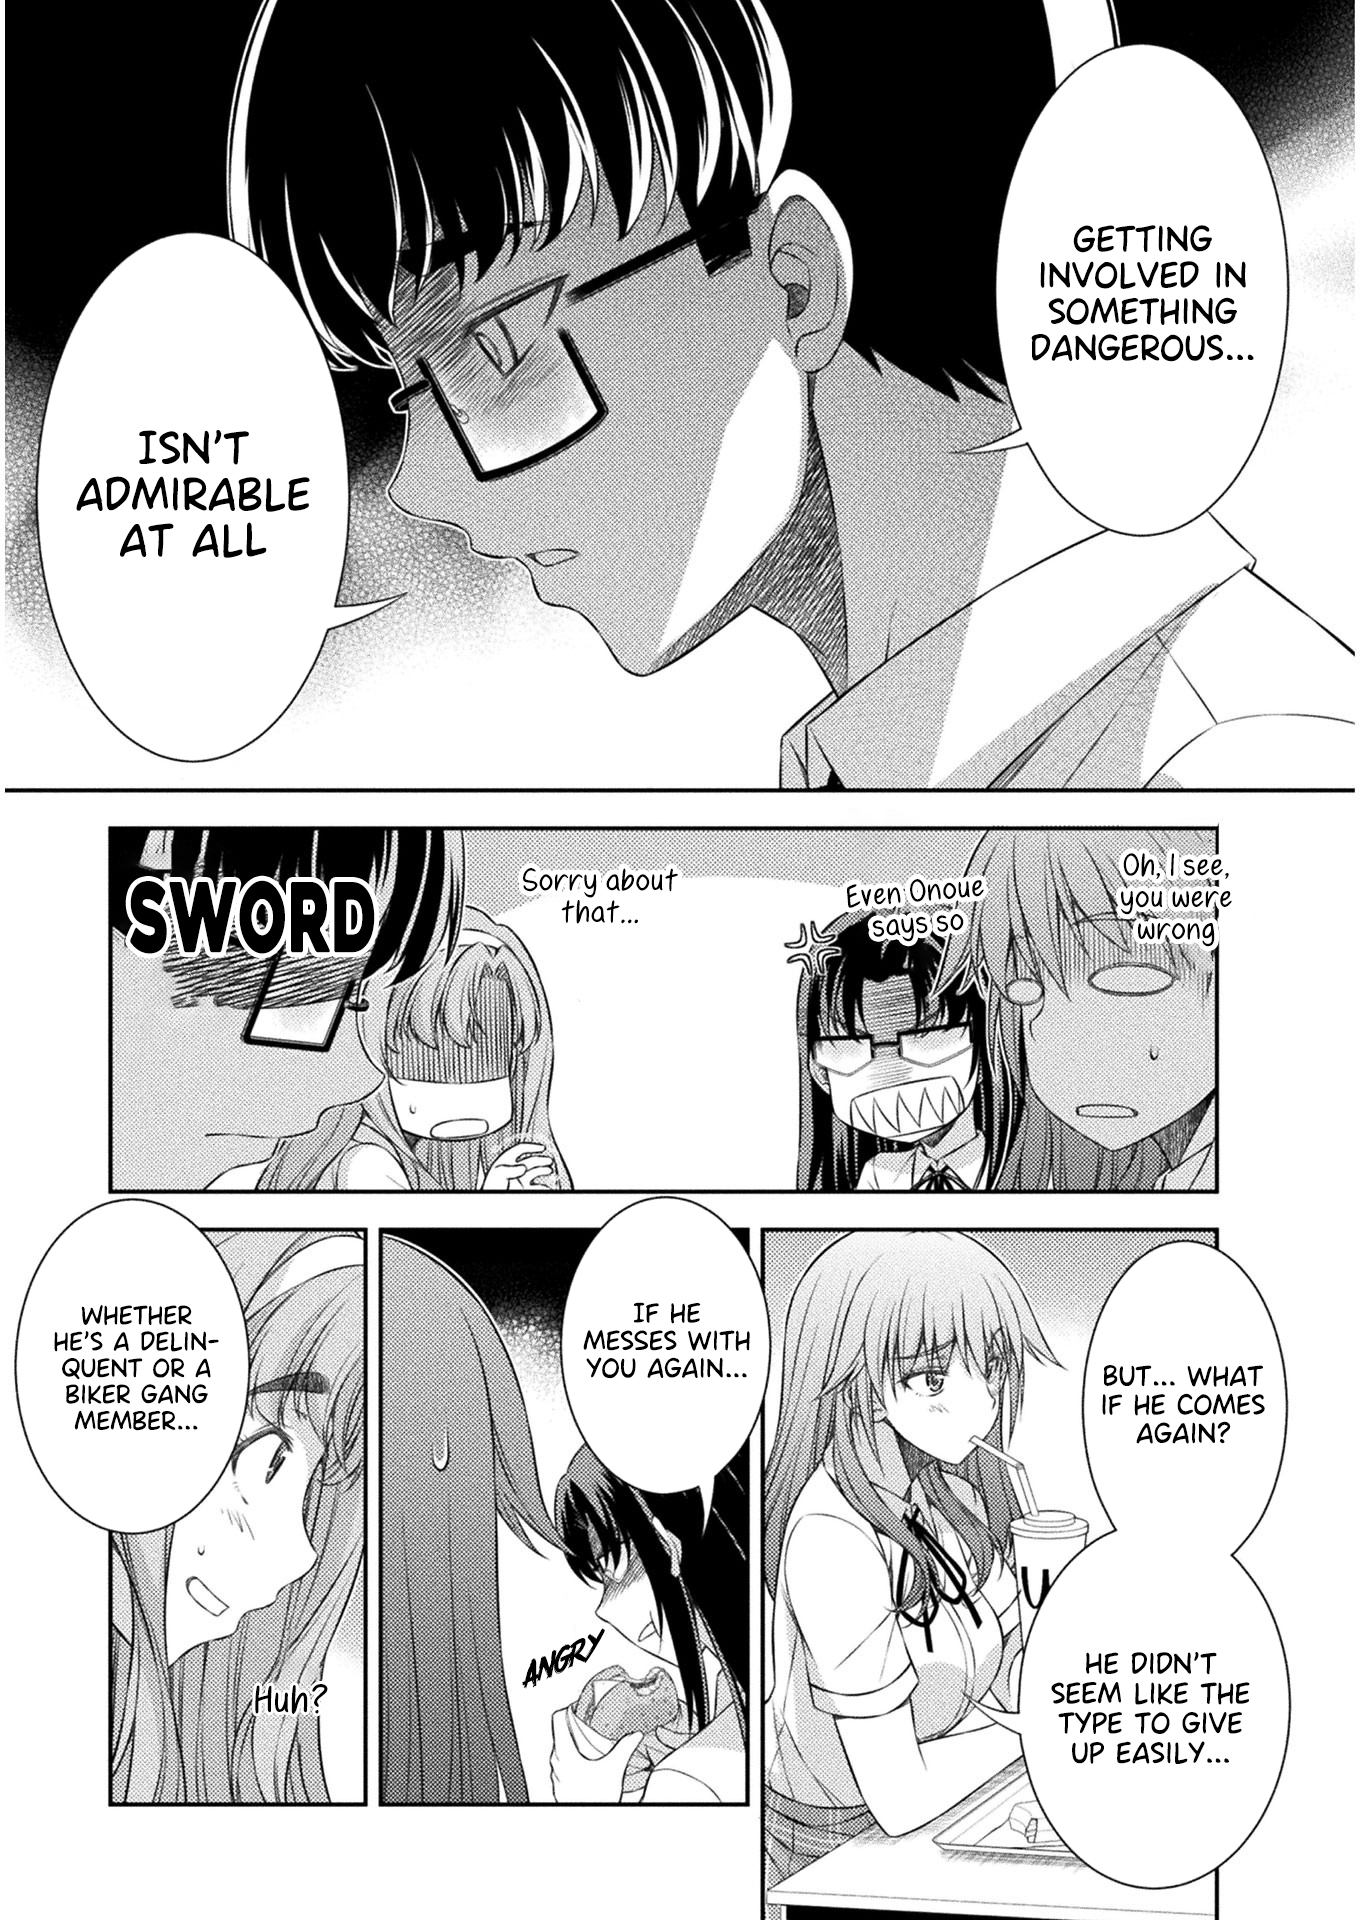 GETTING
INVOLVED IN
SOMETHING
DANGEROUS...
ISN'T
ADMIRABLE
AT ALL
Oh, I see,
you were
wrong
Even Onoue
says so
Sorry about
that...
SWORD
BUT... WHAT
IF HE COMES
AGAIN?
HE DIDN'T
SEEM LIKE THE
TYPE TO GIVE
UP EASILY...
IF HE
MESSES WITH
YOU AGAIN...
ANGRY
WHETHER
HE'S A DELIN-
QUENT OR A
BIKER GANG
MEMBER...
Huh?